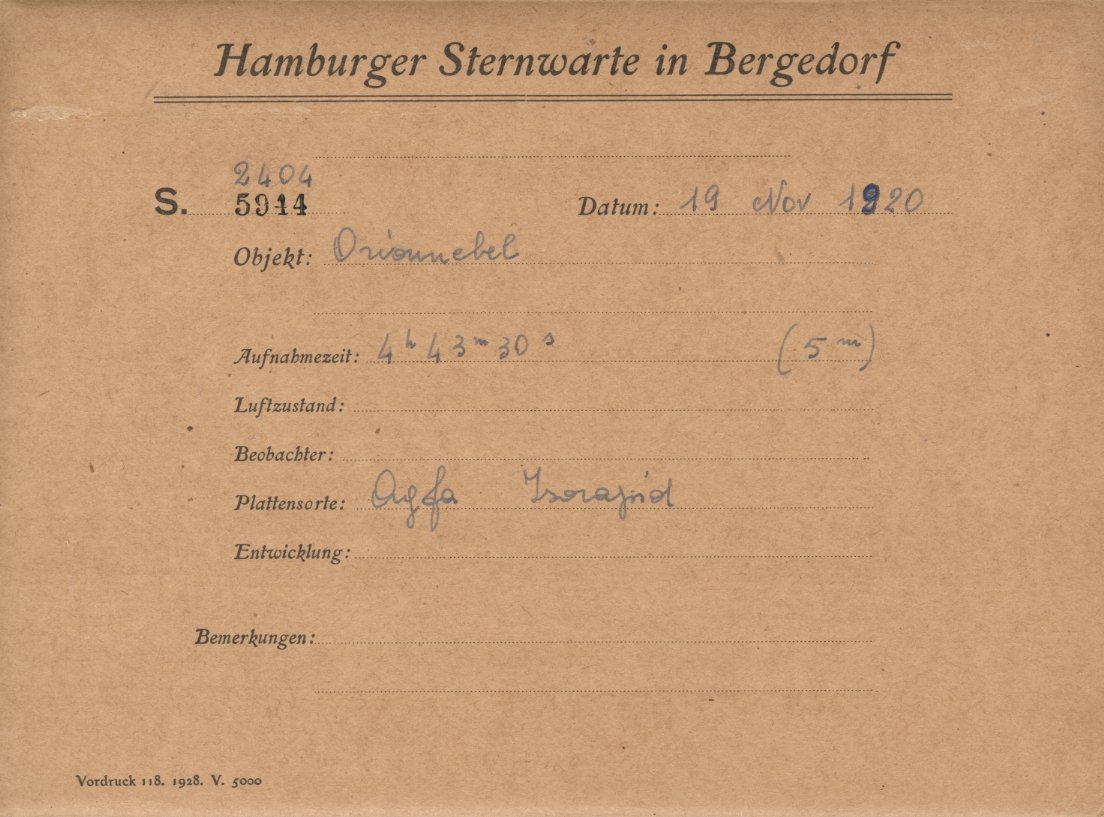 Hamburger Sternwarte in Bergedorf
2404
S. 5944 Datum: 19 Nov 1920
Objekt: Orionnebel
Aufnahmezeit: 4h 43m 30s (5m)
Luftzustand:
Beobachter:
Plattensorte: Agfa Isorapid
Entwicklung:
Bemerkungen:
Vordruck 118. 1928. V. 5000